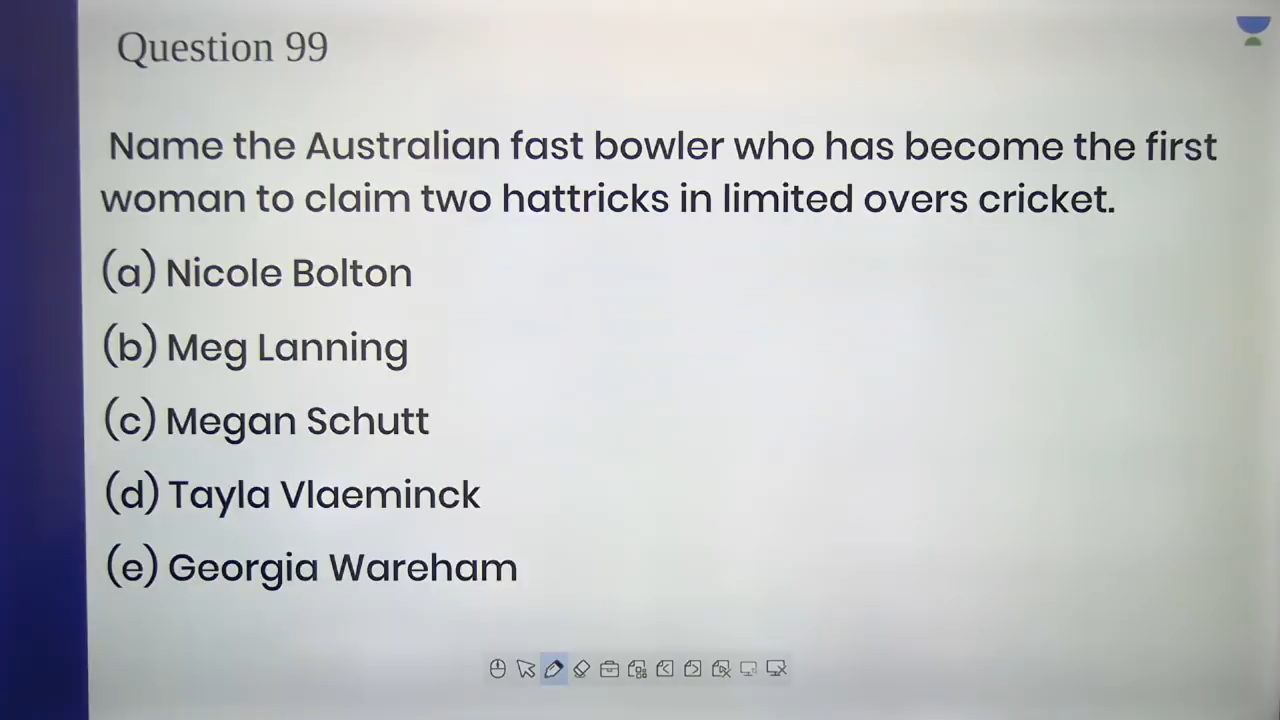 Question 99
Name the Australian fast bowler who has become the first
woman to claim two hattricks in limited overs cricket.
(a) Nicole Bolton
(b) Meg Lanning
(c) Megan Schutt
(d) Tayla Vlaeminck
(e) Georgia Wareham